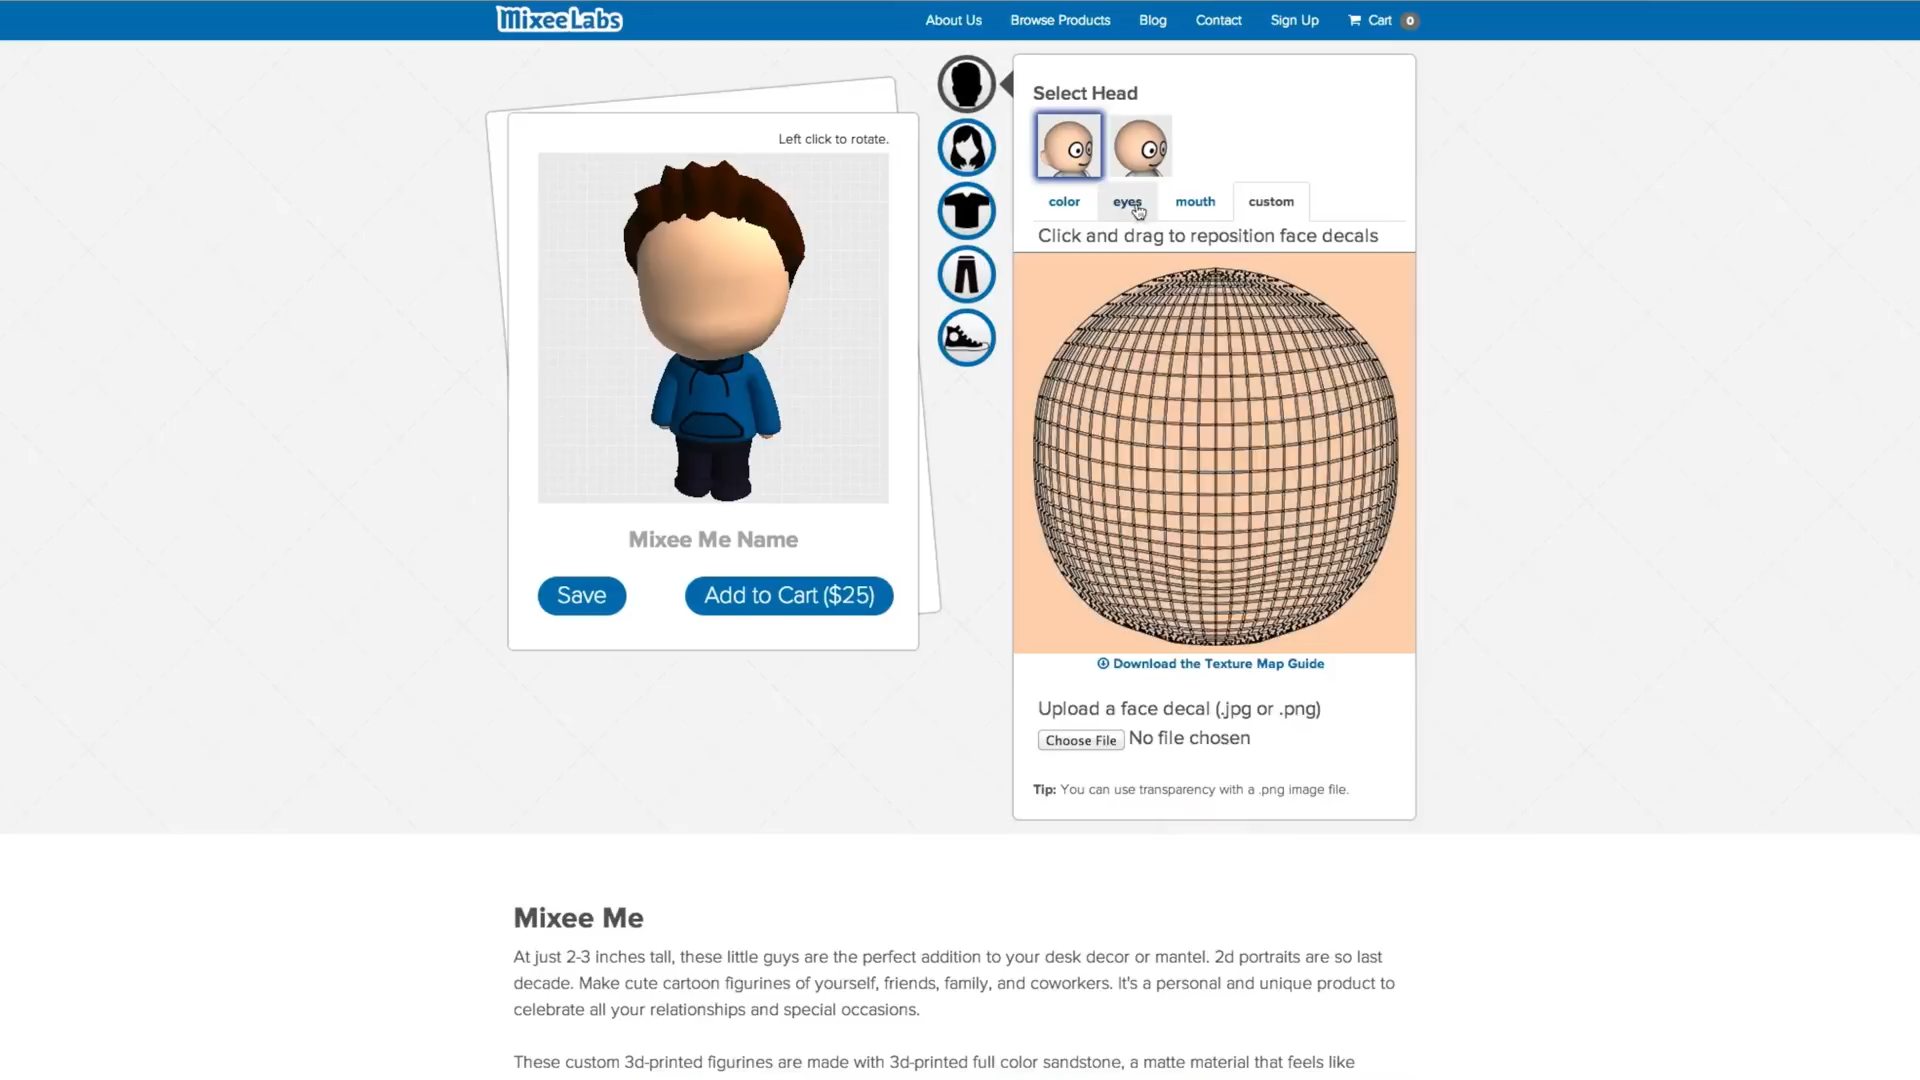 MixeeLabs
About Us Browse Products Blog Contact Sign Up Cart 0
Left click to rotate.
Mixee Me Name
Save Add to Cart ($25)
Select Head
color eyes mouth custom
Click and drag to reposition face decals
Download the Texture Map Guide
Upload a face decal (.jpg or .png)
Choose File No file chosen
Tip: You can use transparency with a .png image file.
Mixee Me
At just 2-3 inches tall, these little guys are the perfect addition to your desk decor or mantel. 2d portraits are so last
decade. Make cute cartoon figurines of yourself, friends, family, and coworkers. It's a personal and unique product to
celebrate all your relationships and special occasions.
These custom 3d-printed figurines are made with 3d-printed full color sandstone, a matte material that feels like